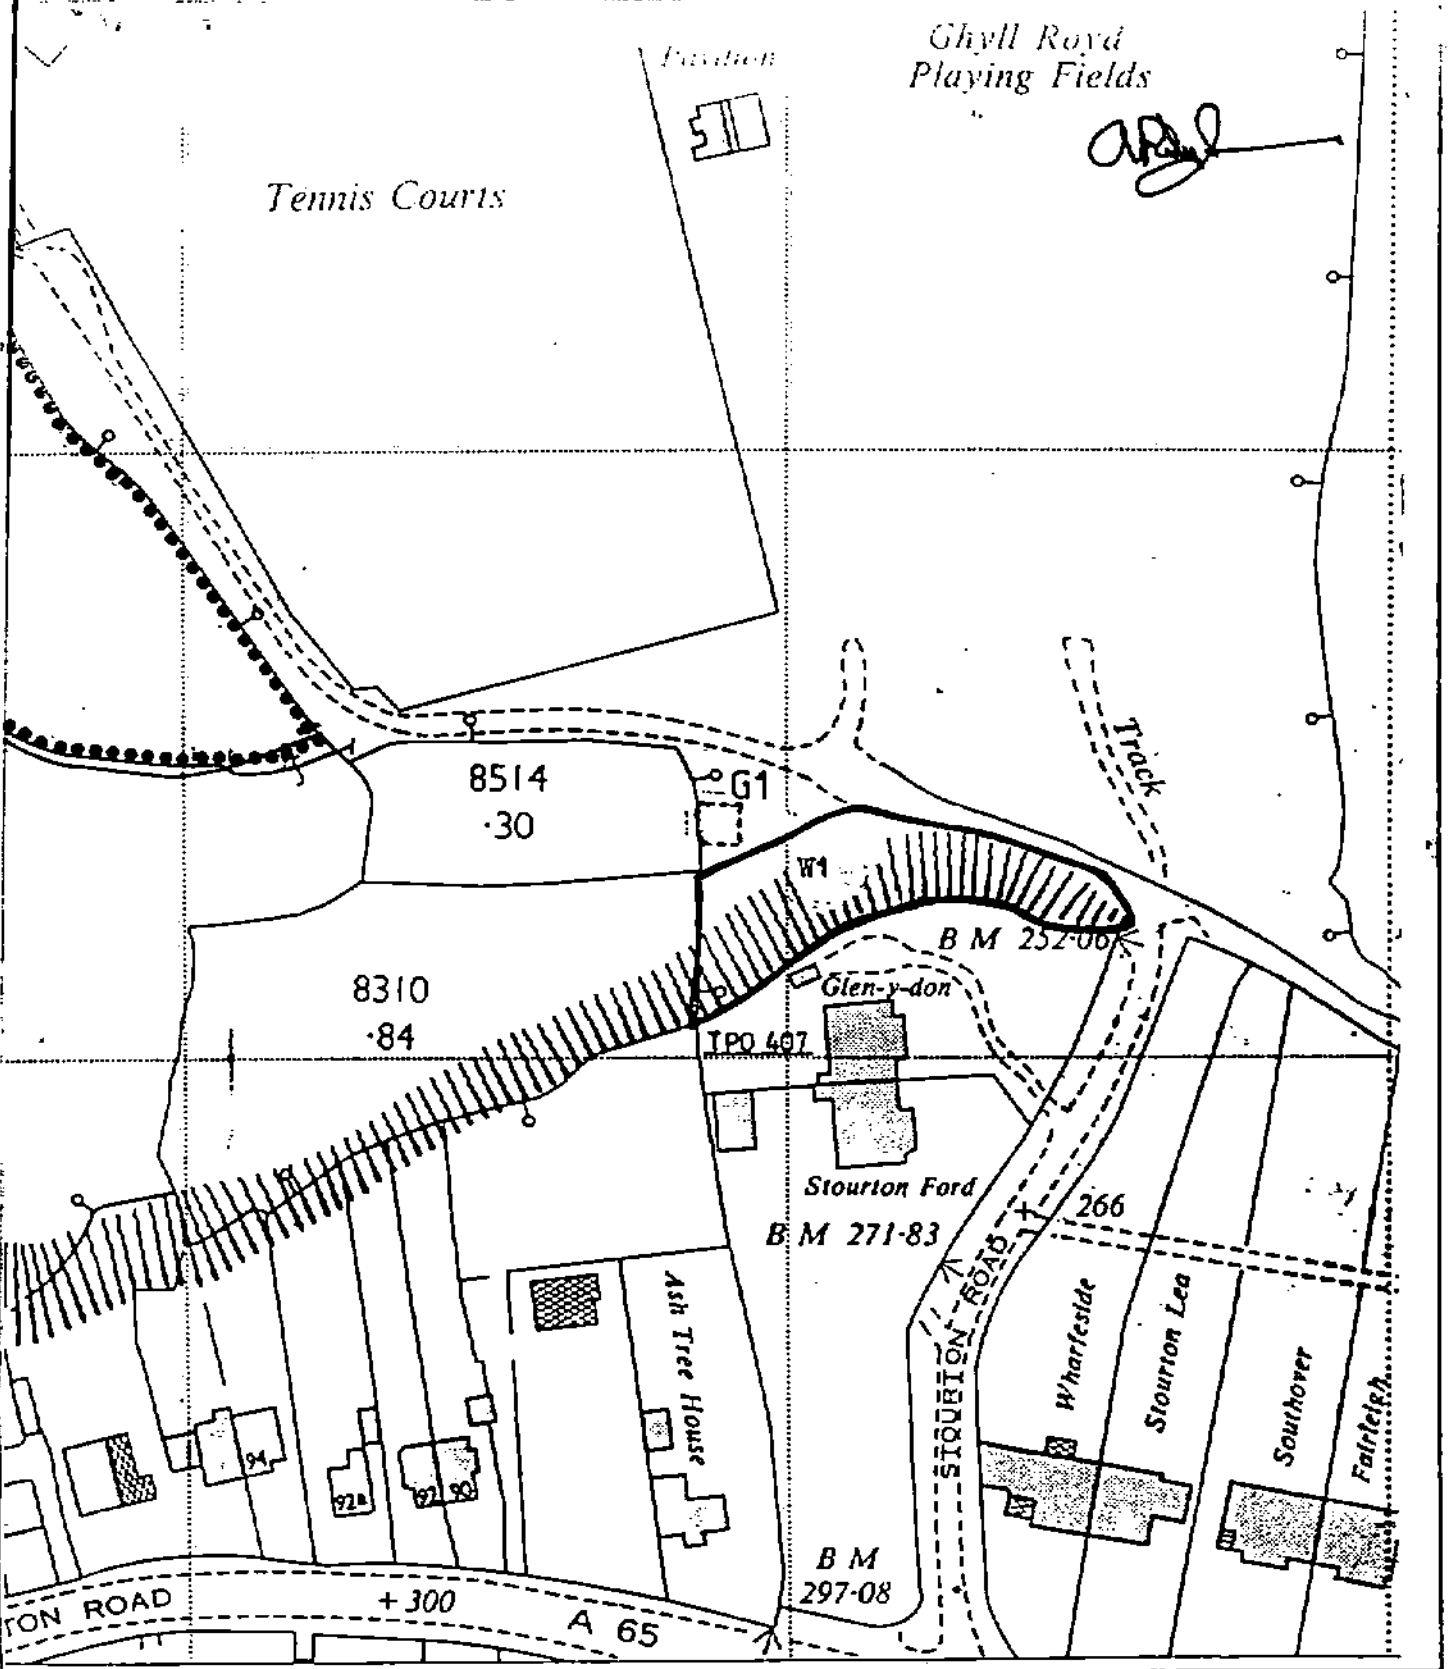 Pavilion
Ghyll Royd
Playing Fields
Tennis Courts
Track
8514
·30
G1
W1
B M 252·06
8310
·84
Glen-y-don
TPO 407
Stourton Ford
B M 271·83
266
STOURTON ROAD
Ash Tree House
Wharfeside
Stourton Lea
Southover
Fairleigh
94
92a
92
90
B M
297·08
TON ROAD
+300
A 65